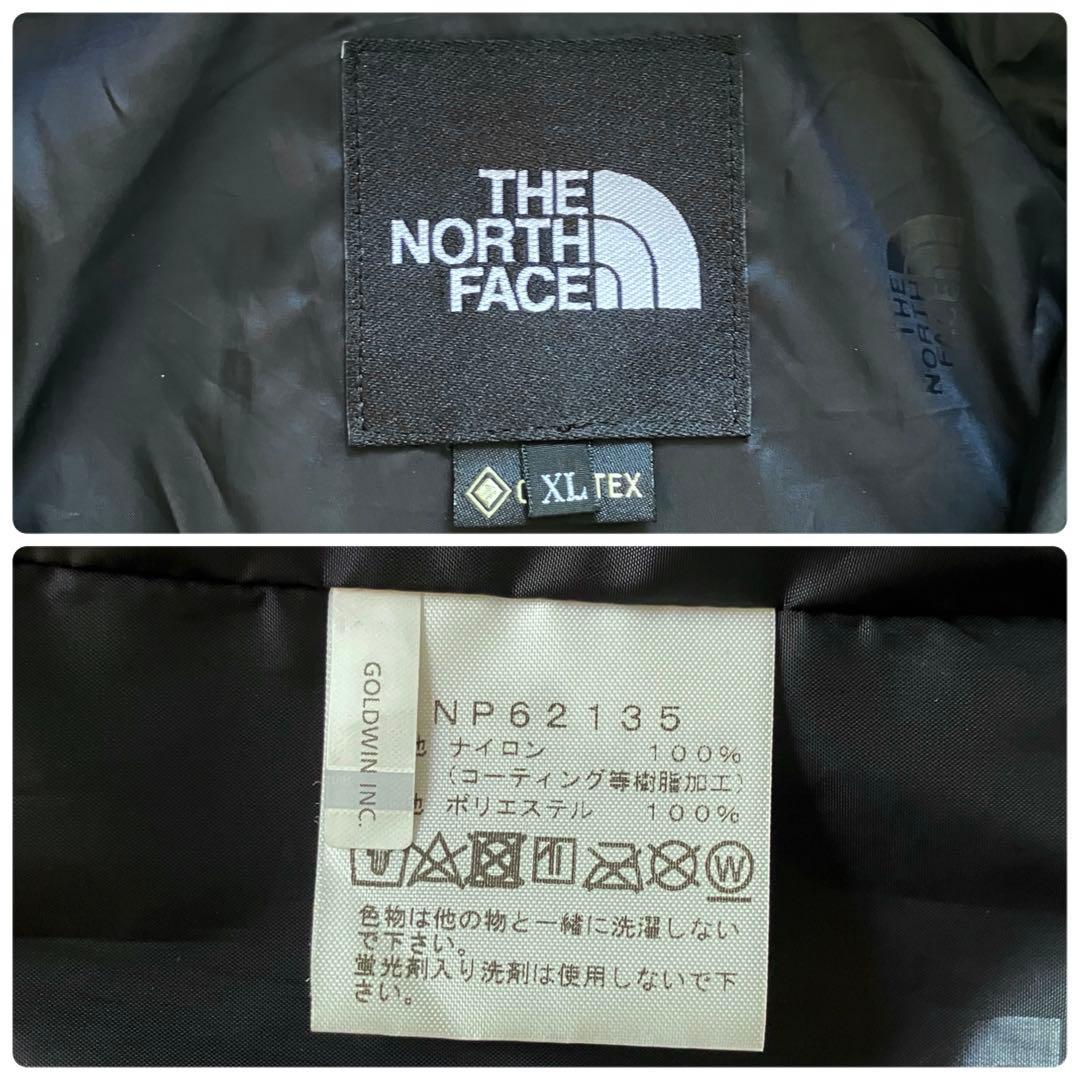 THE
NORTH
FACE
XL TEX
THE
NORTH
GOLDWIN INC.
NP62135
地 ナイロン 100%
(コーティング等樹脂加工)
地 ポリエステル 100%
W
色物は他の物と一緒に洗濯しない
で下さい。
蛍光剤入り洗剤は使用しないで下
さい。